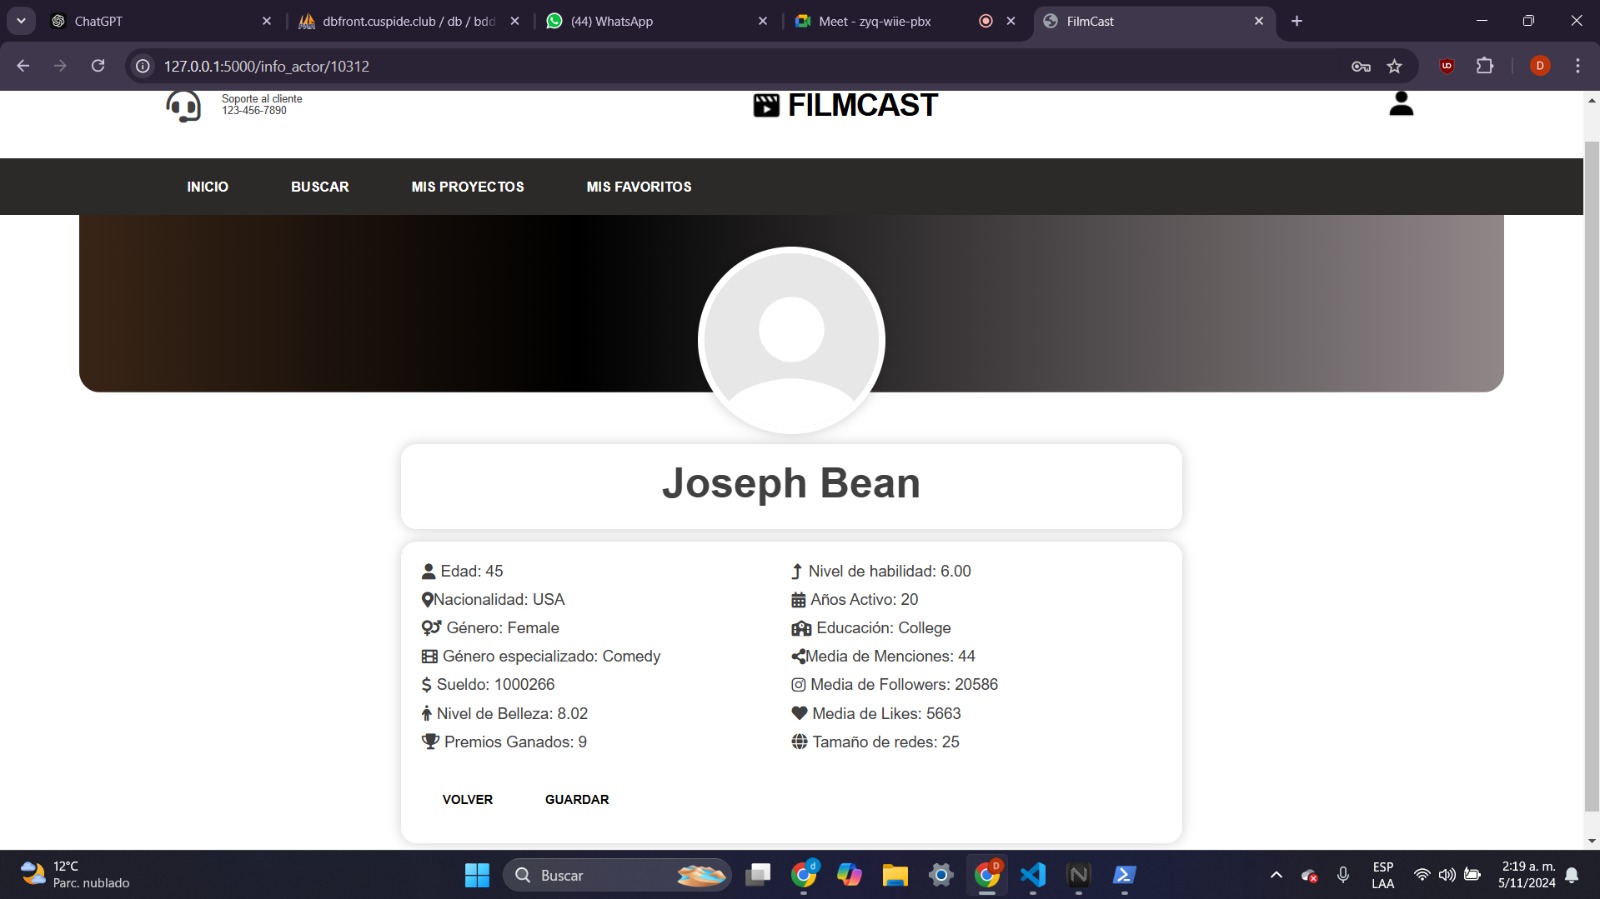 ChatGPT
dbfront.cuspide.club / db / bdd
(44) WhatsApp
Meet - zyq-wiie-pbx
FilmCast
127.0.0.1:5000/info_actor/10312
D
Soporte al cliente
123-456-7890
FILMCAST
INICIO
BUSCAR
MIS PROYECTOS
MIS FAVORITOS
Joseph Bean
Edad: 45
Nacionalidad: USA
Género: Female
Género especializado: Comedy
Sueldo: 1000266
Nivel de Belleza: 8.02
Premios Ganados: 9
Nivel de habilidad: 6.00
Años Activo: 20
Educación: College
Media de Menciones: 44
Media de Followers: 20586
Media de Likes: 5663
Tamaño de redes: 25
VOLVER
GUARDAR
12°C
Parc. nublado
Buscar
d
D
N
ESP
LAA
2:19 a. m.
5/11/2024